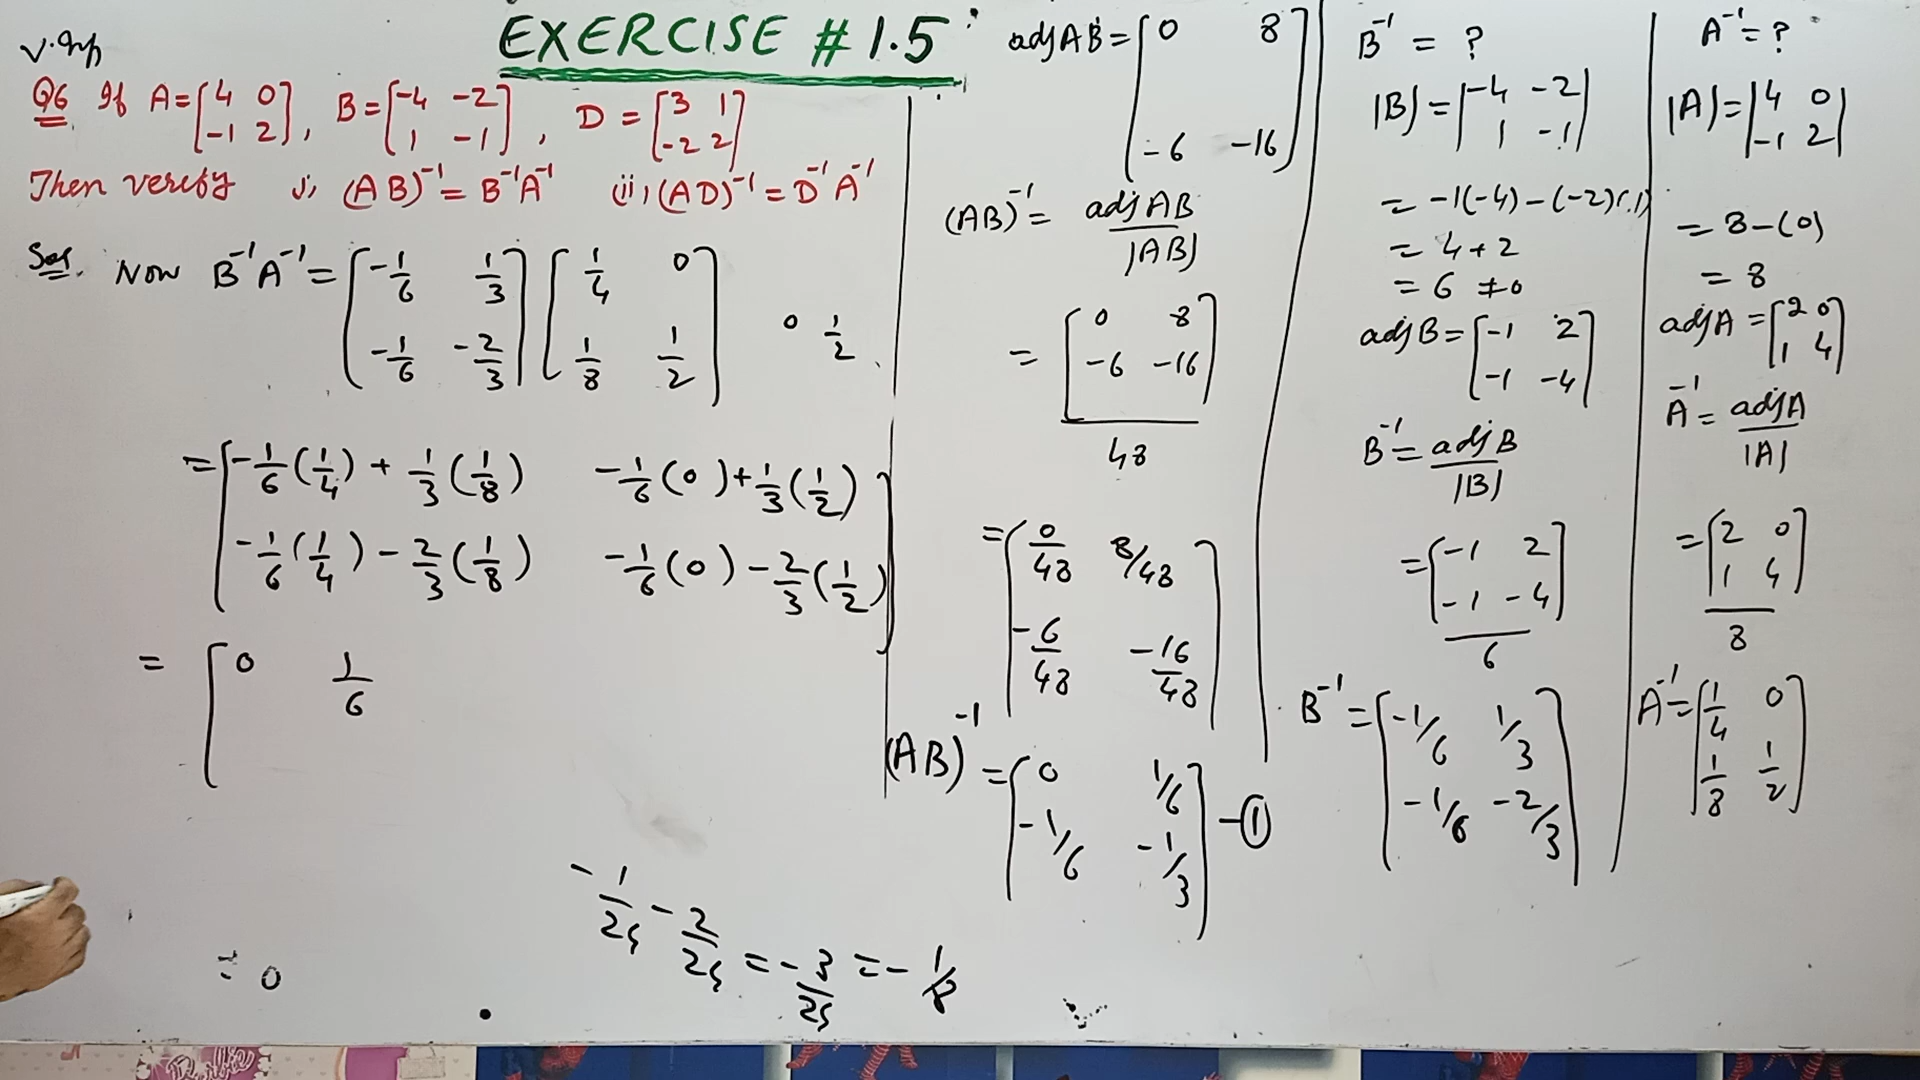 EXERCISE # 1.5
V.Imp
Q6 If A=[4 0 -1 2], B=[-4 -2 1 -1], D=[3 1 -2 2]
Then verify i, (AB)⁻¹=B⁻¹A⁻¹ (ii, (AD)⁻¹=D⁻¹A⁻¹
Sol. Now B⁻¹A⁻¹=[-1/6 1/3 -1/6 -2/3][1/4 0 1/8 1/2] 0 1/2
=[-1/6(1/4)+1/3(1/8) -1/6(0)+1/3(1/2)
-1/6(1/4)-2/3(1/8) -1/6(0)-2/3(1/2)]
=[0 1/6
-1/24-2/24=-3/24=-1/8
= 0
adjAB=[0 8 -6 -16]
(AB)⁻¹=adjAB/|AB|
=[0 8 -6 -16]/48
=[0/48 8/48 -6/48 -16/48]
(AB)⁻¹=[0 1/6 -1/6 -1/3]-①
B⁻¹=?
|B|=|-4 -2 1 -1|
=-1(-4)-(-2)(1)
=4+2
=6≠0
adjB=[-1 2 -1 -4]
B⁻¹=adjB/|B|
=[-1 2 -1 -4]/6
B⁻¹=[-1/6 1/3 -1/6 -2/3]
A⁻¹=?
|A|=|4 0 -1 2|
=8-(0)
=8
adjA=[2 0 1 4]
A⁻¹=adjA/|A|
=[2 0 1 4]/8
A⁻¹=[1/4 0 1/8 1/2]